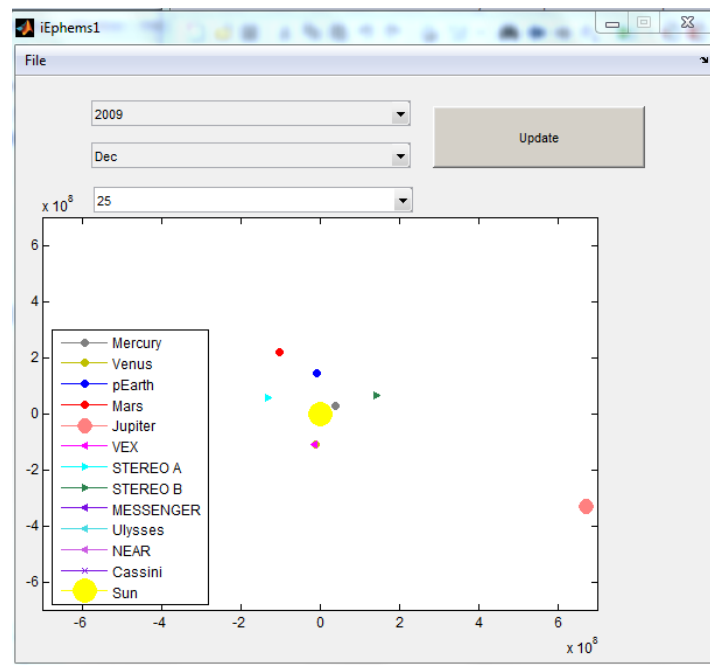 iEphems1
File
2009
Update
Dec
25
x 10^8
6
4
2
0
-2
-4
-6
Mercury
Venus
pEarth
Mars
Jupiter
VEX
STEREO A
STEREO B
MESSENGER
Ulysses
NEAR
Cassini
Sun
-6 -4 -2 0 2 4 6
x 10^8